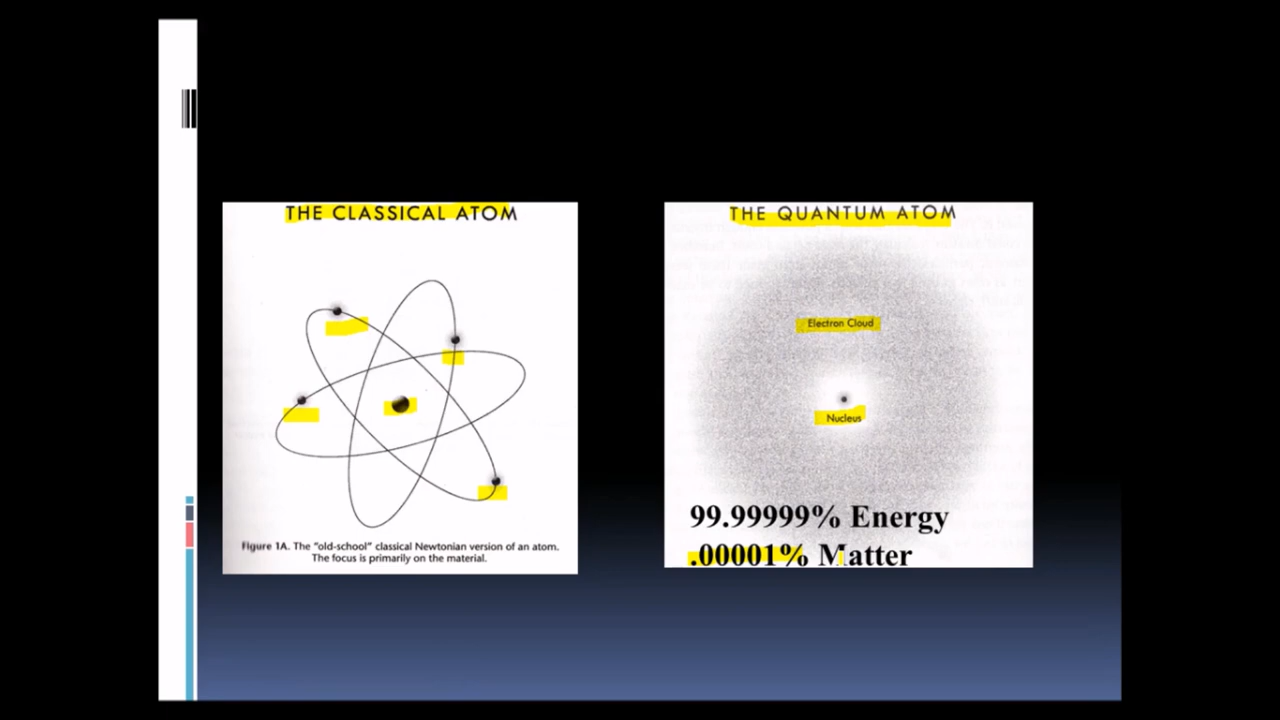 THE CLASSICAL ATOM
Figure 1A. The "old-school" classical Newtonian version of an atom.
The focus is primarily on the material.
THE QUANTUM ATOM
Electron Cloud
Nucleus
99.99999% Energy
.00001% Matter